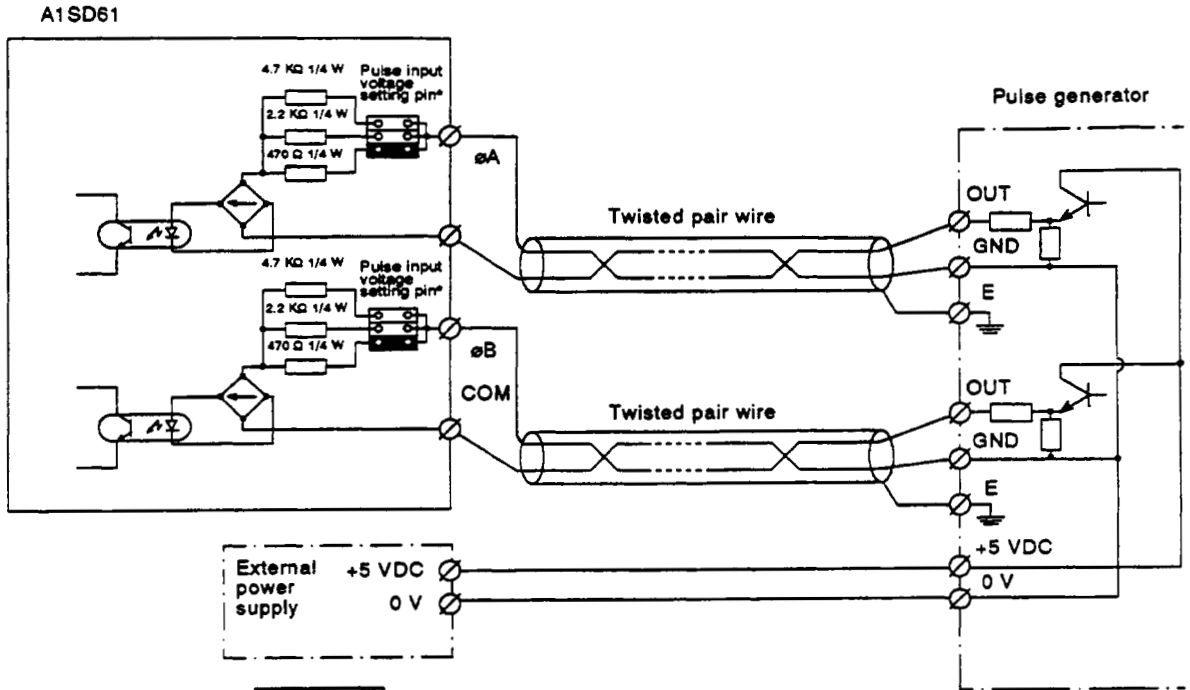 A1SD61
4.7 KΩ 1/4 W
Pulse input
voltage
setting pin*
2.2 KΩ 1/4 W
470 Ω 1/4 W
øA
Twisted pair wire
Pulse generator
OUT
GND
E
4.7 KΩ 1/4 W
Pulse input
voltage
setting pin*
2.2 KΩ 1/4 W
470 Ω 1/4 W
øB
COM
Twisted pair wire
OUT
GND
E
External
power
supply
+5 VDC
0 V
+5 VDC
0 V